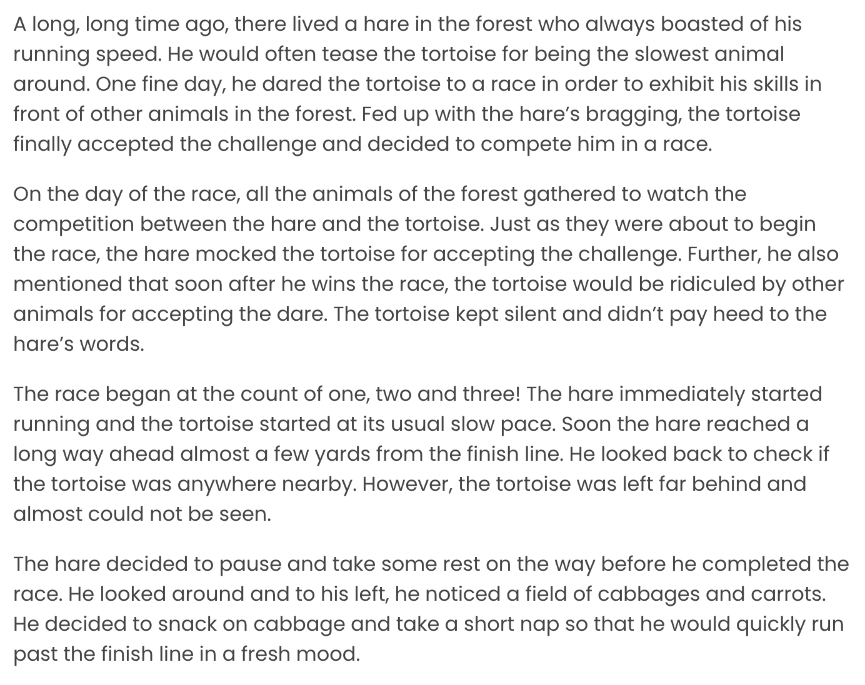 A long, long time ago, there lived a hare in the forest who always boasted of his
running speed. He would often tease the tortoise for being the slowest animal
around. One fine day, he dared the tortoise to a race in order to exhibit his skills in
front of other animals in the forest. Fed up with the hare’s bragging, the tortoise
finally accepted the challenge and decided to compete him in a race.
On the day of the race, all the animals of the forest gathered to watch the
competition between the hare and the tortoise. Just as they were about to begin
the race, the hare mocked the tortoise for accepting the challenge. Further, he also
mentioned that soon after he wins the race, the tortoise would be ridiculed by other
animals for accepting the dare. The tortoise kept silent and didn’t pay heed to the
hare’s words.
The race began at the count of one, two and three! The hare immediately started
running and the tortoise started at its usual slow pace. Soon the hare reached a
long way ahead almost a few yards from the finish line. He looked back to check if
the tortoise was anywhere nearby. However, the tortoise was left far behind and
almost could not be seen.
The hare decided to pause and take some rest on the way before he completed the
race. He looked around and to his left, he noticed a field of cabbages and carrots.
He decided to snack on cabbage and take a short nap so that he would quickly run
past the finish line in a fresh mood.